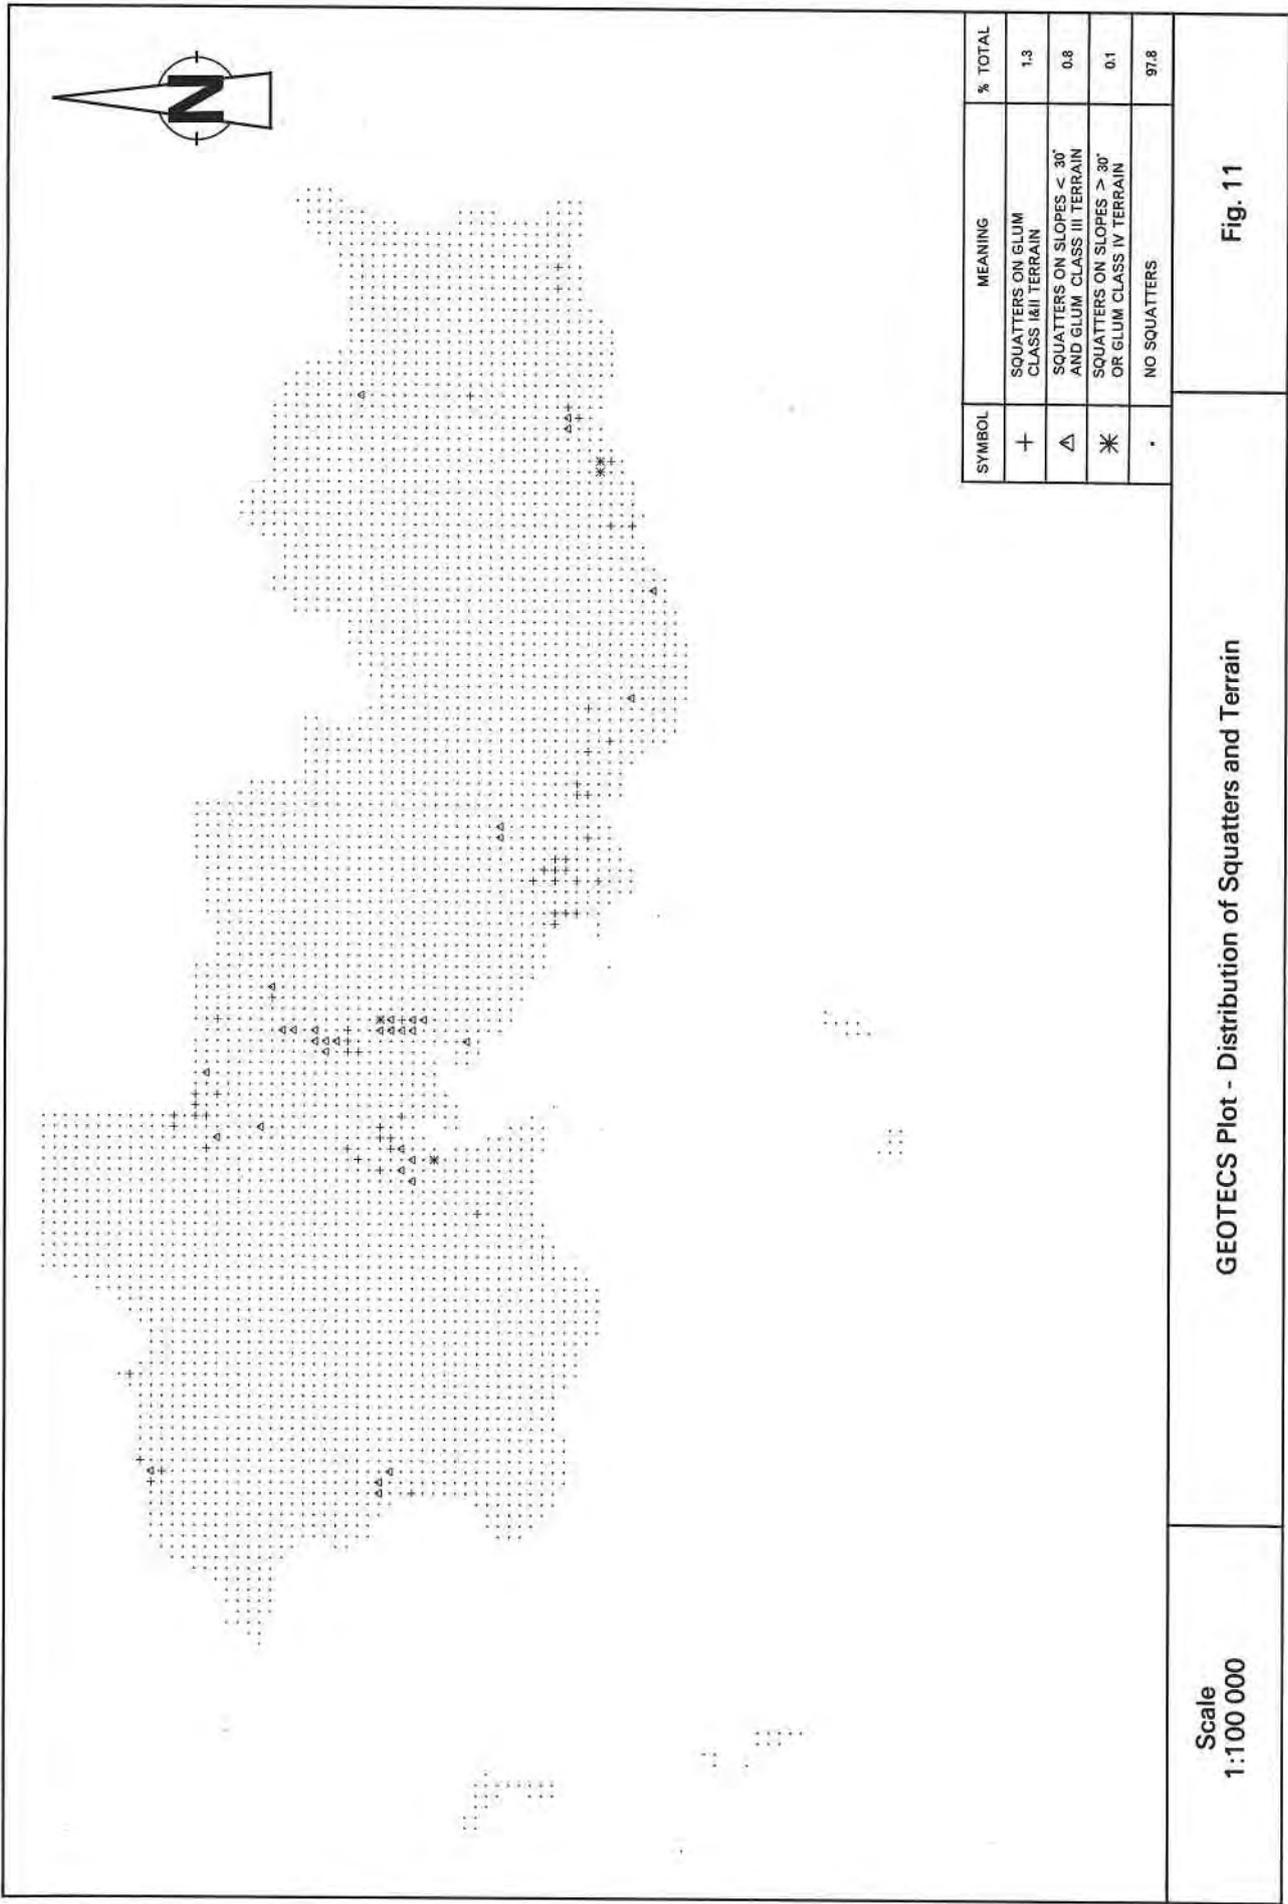 N
SYMBOL MEANING % TOTAL
+ SQUATTERS ON GLUM
CLASS I&II TERRAIN 1.3
△ SQUATTERS ON SLOPES < 30°
AND GLUM CLASS III TERRAIN 0.8
✳ SQUATTERS ON SLOPES > 30°
OR GLUM CLASS IV TERRAIN 0.1
· NO SQUATTERS 97.8
Scale
1:100 000
GEOTECS Plot - Distribution of Squatters and Terrain
Fig. 11